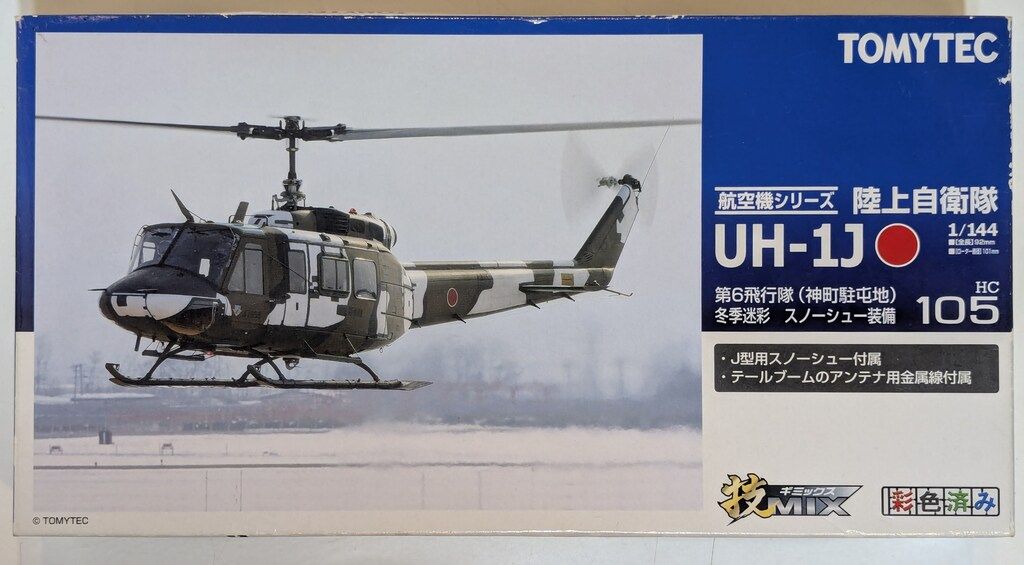 TOMYTEC
航空機シリーズ 陸上自衛隊
UH-1J
1/144
■【全長】92mm
第6飛行隊(神町駐屯地)
冬季迷彩 スノーシュー装備
HC
105
・J型用スノーシュー付属
・テールブームのアンテナ用金属線付属
技
ギミックス
MIX
彩色済み
© TOMYTEC